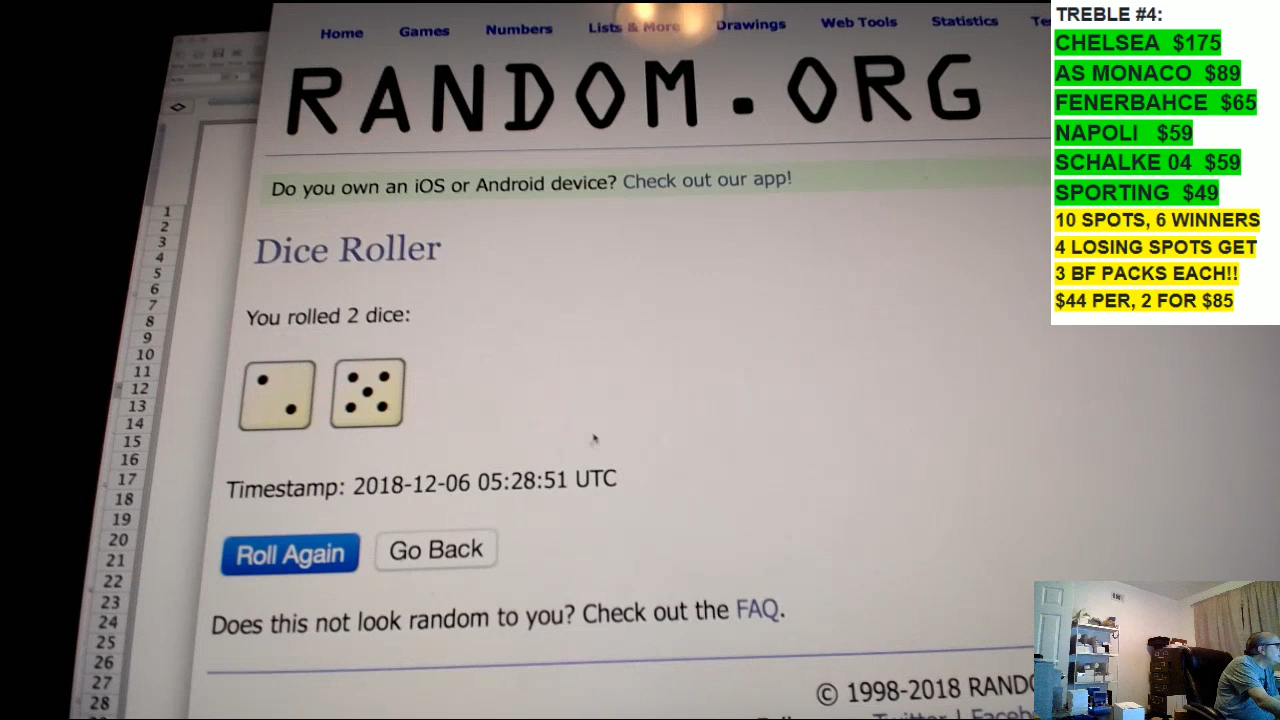 Home Games Numbers Lists & More Drawings Web Tools Statistics
RANDOM.ORG
Do you own an iOS or Android device? Check out our app!
Dice Roller
You rolled 2 dice:
Timestamp: 2018-12-06 05:28:51 UTC
Roll Again Go Back
Does this not look random to you? Check out the FAQ.
© 1998-2018
1
2
3
4
5
6
7
8
9
10
11
12
13
14
15
16
17
18
19
20
21
22
23
24
25
26
27
28
TREBLE #4:
CHELSEA $175
AS MONACO $89
FENERBAHCE $65
NAPOLI $59
SCHALKE 04 $59
SPORTING $49
10 SPOTS, 6 WINNERS
4 LOSING SPOTS GET
3 BF PACKS EACH!!
$44 PER, 2 FOR $85